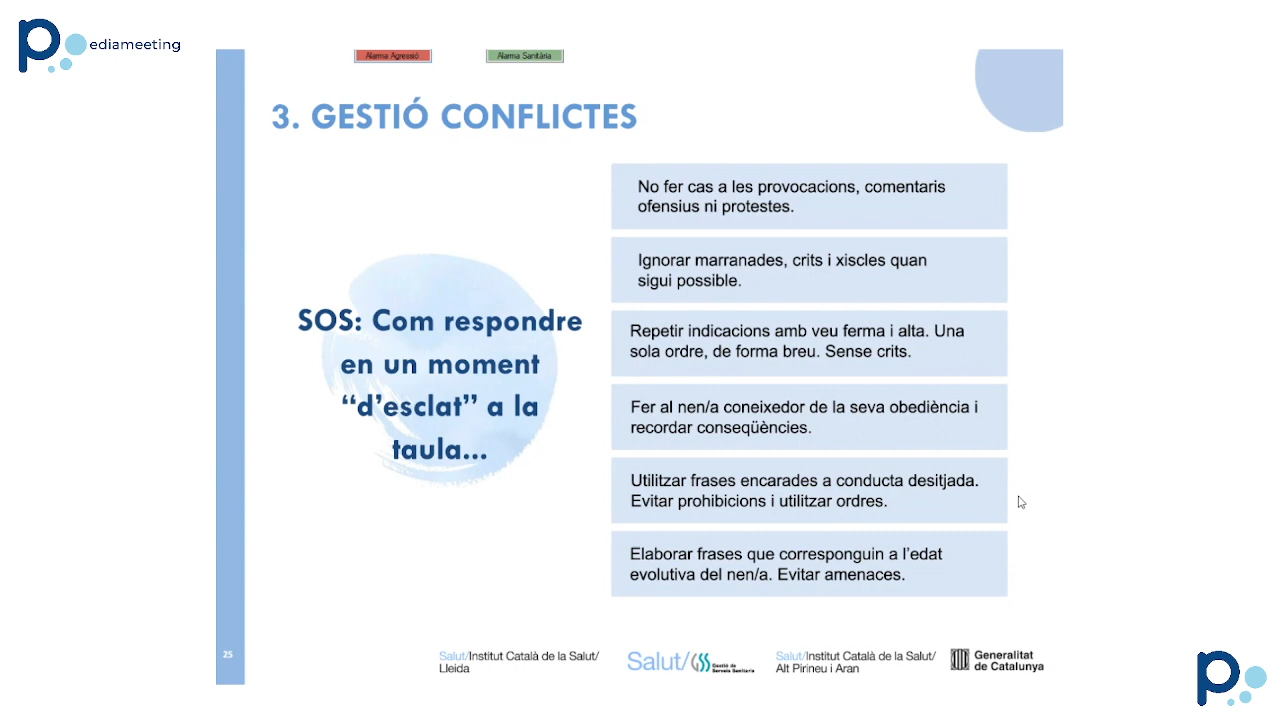 pediameeting
Alarma Agressió
Alarma Sanitària
3. GESTIÓ CONFLICTES
SOS: Com respondre
en un moment
“d’esclat” a la
taula...
No fer cas a les provocacions, comentaris
ofensius ni protestes.
Ignorar marranades, crits i xiscles quan
sigui possible.
Repetir indicacions amb veu ferma i alta. Una
sola ordre, de forma breu. Sense crits.
Fer al nen/a coneixedor de la seva obediència i
recordar conseqüències.
Utilitzar frases encarades a conducta desitjada.
Evitar prohibicions i utilitzar ordres.
Elaborar frases que corresponguin a l’edat
evolutiva del nen/a. Evitar amenaces.
25
Salut/Institut Català de la Salut/
Lleida
Salut/GSS
Gestió de
Serveis Sanitaris
Salut/Institut Català de la Salut/
Alt Pirineu i Aran
Generalitat
de Catalunya
p